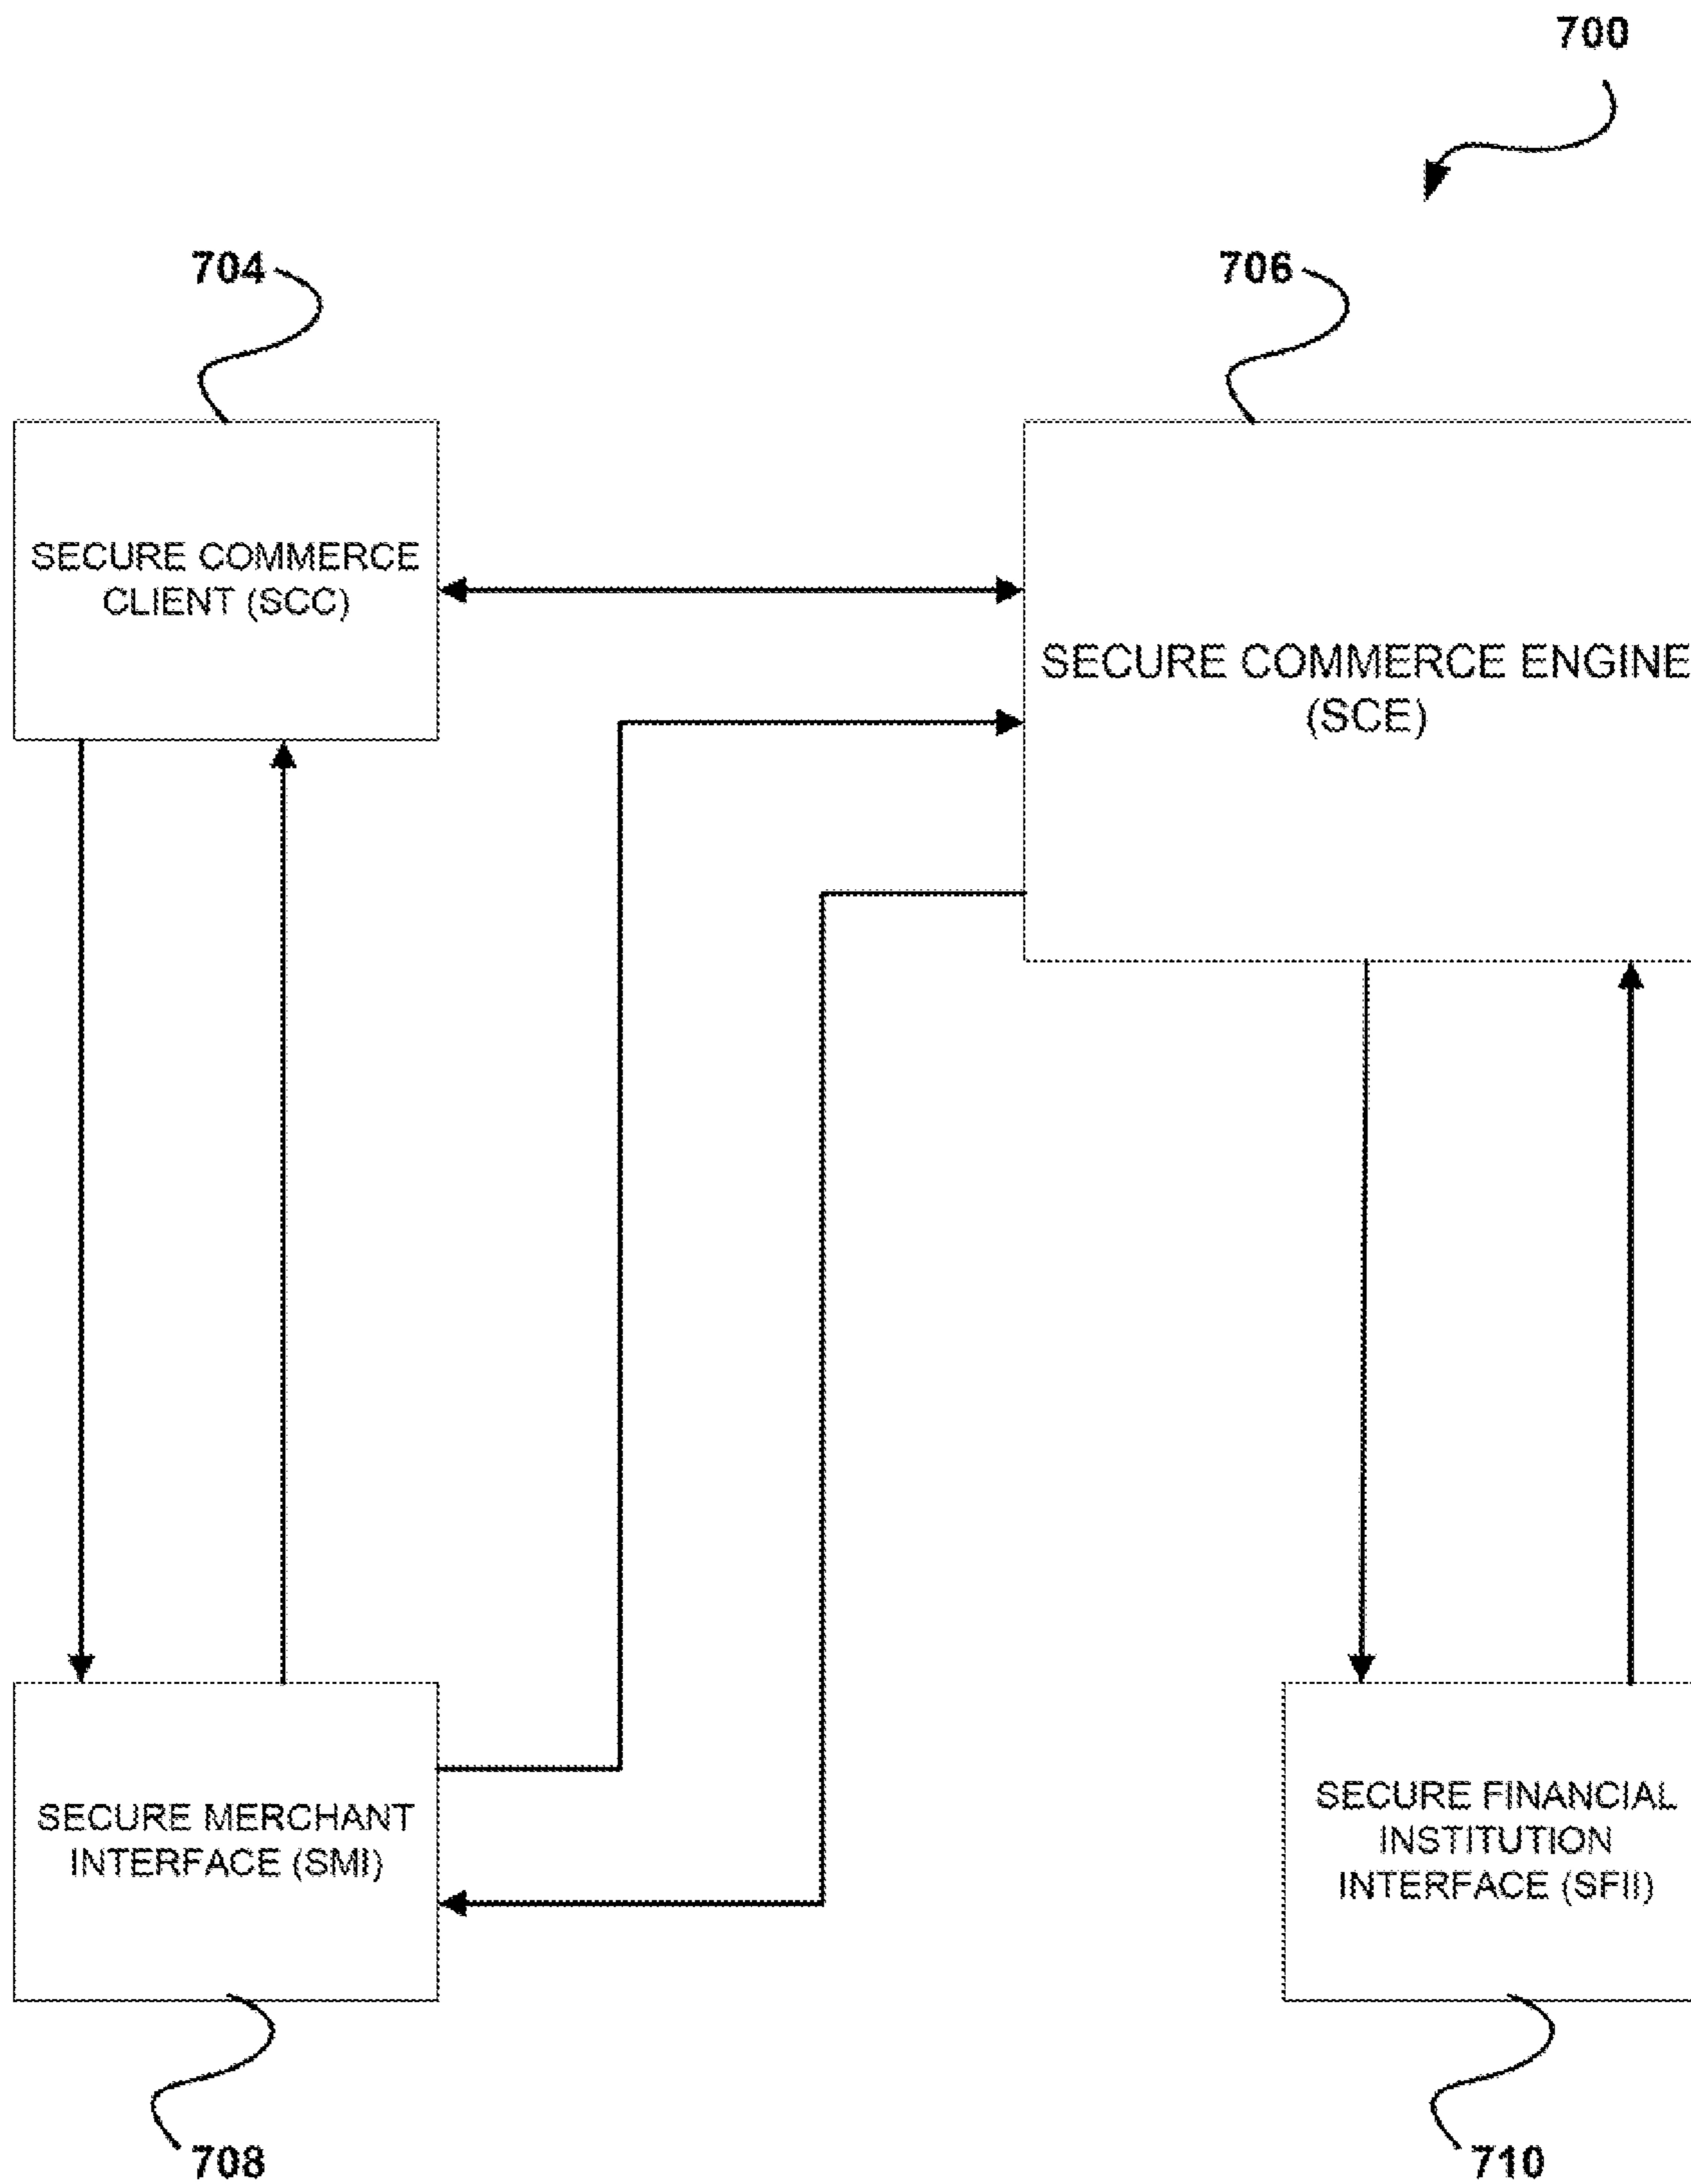 700
704
706
SECURE COMMERCE
CLIENT (SCC)
SECURE COMMERCE ENGINE
(SCE)
SECURE MERCHANT
INTERFACE (SMI)
SECURE FINANCIAL
INSTITUTION
INTERFACE (SFII)
708
710